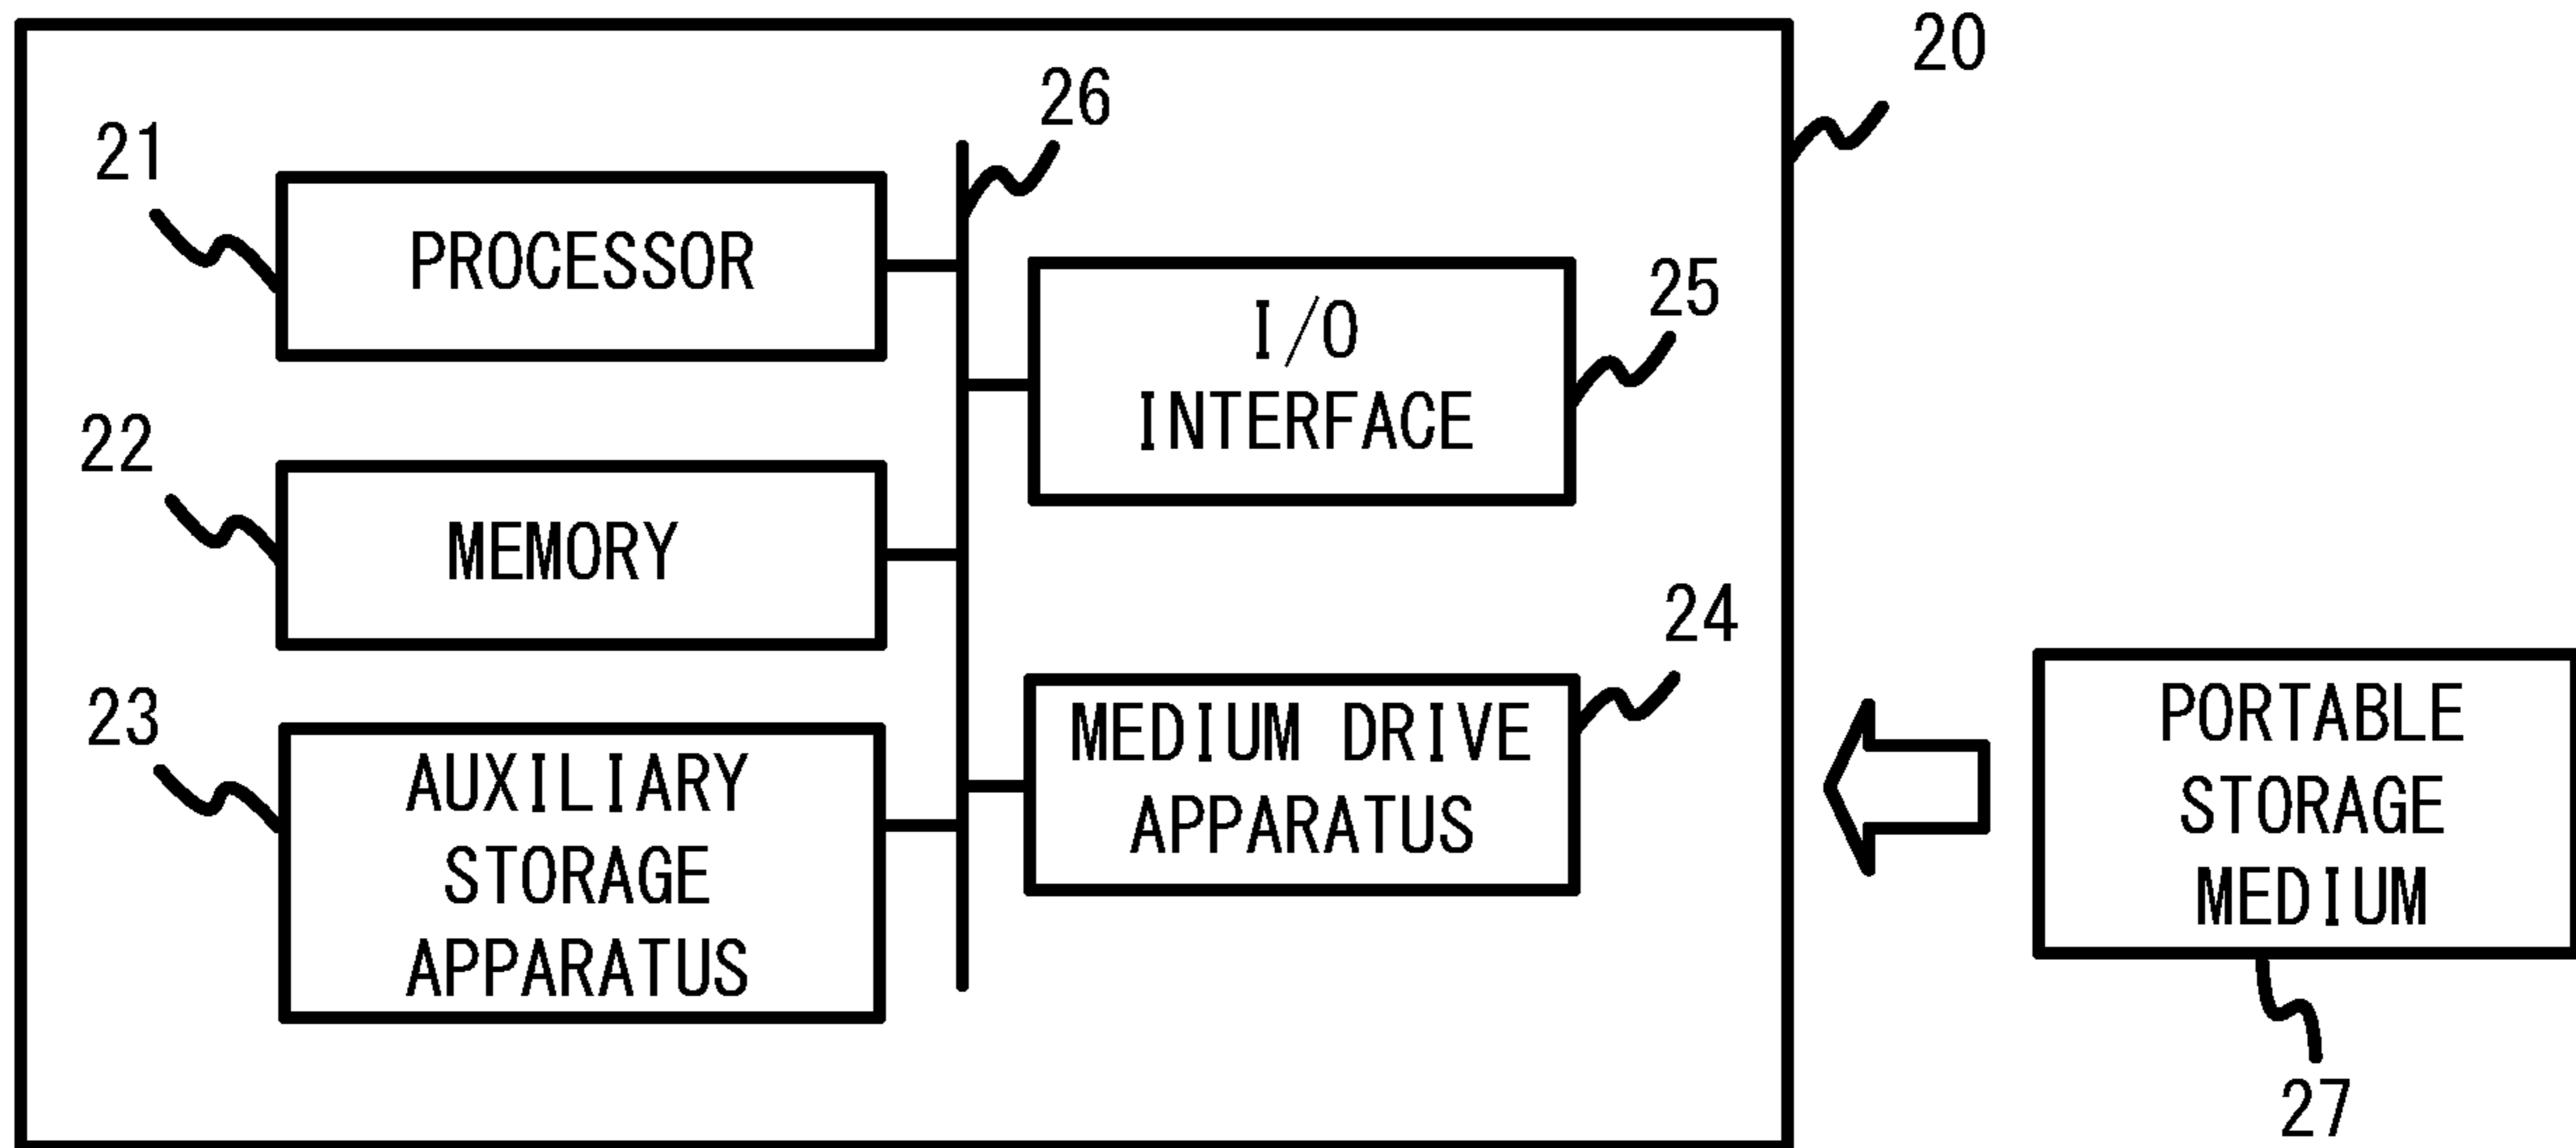 20
26
21
PROCESSOR
25
I/O
INTERFACE
22
MEMORY
24
23
MEDIUM DRIVE
APPARATUS
AUXILIARY
STORAGE
APPARATUS
PORTABLE
STORAGE
MEDIUM
27